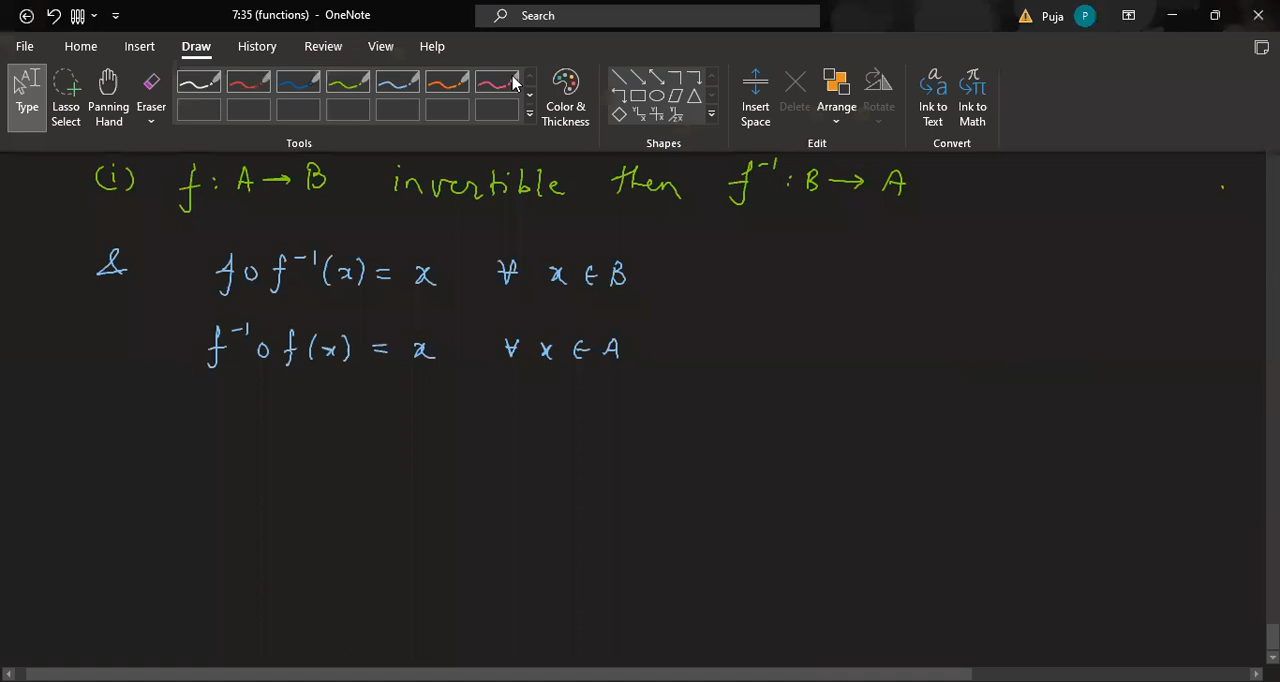 7:35 (functions) - OneNote
Search
Puja
P
File Home Insert Draw History Review View Help
Type
Lasso Select
Panning Hand
Eraser
Color & Thickness
Insert Space
Delete
Arrange
Rotate
Ink to Text
Ink to Math
Tools
Shapes
Edit
Convert
(i) f : A → B invertible then f⁻¹ : B → A
& f o f⁻¹(x) = x ∀ x ∈ B
f⁻¹ o f(x) = x ∀ x ∈ A